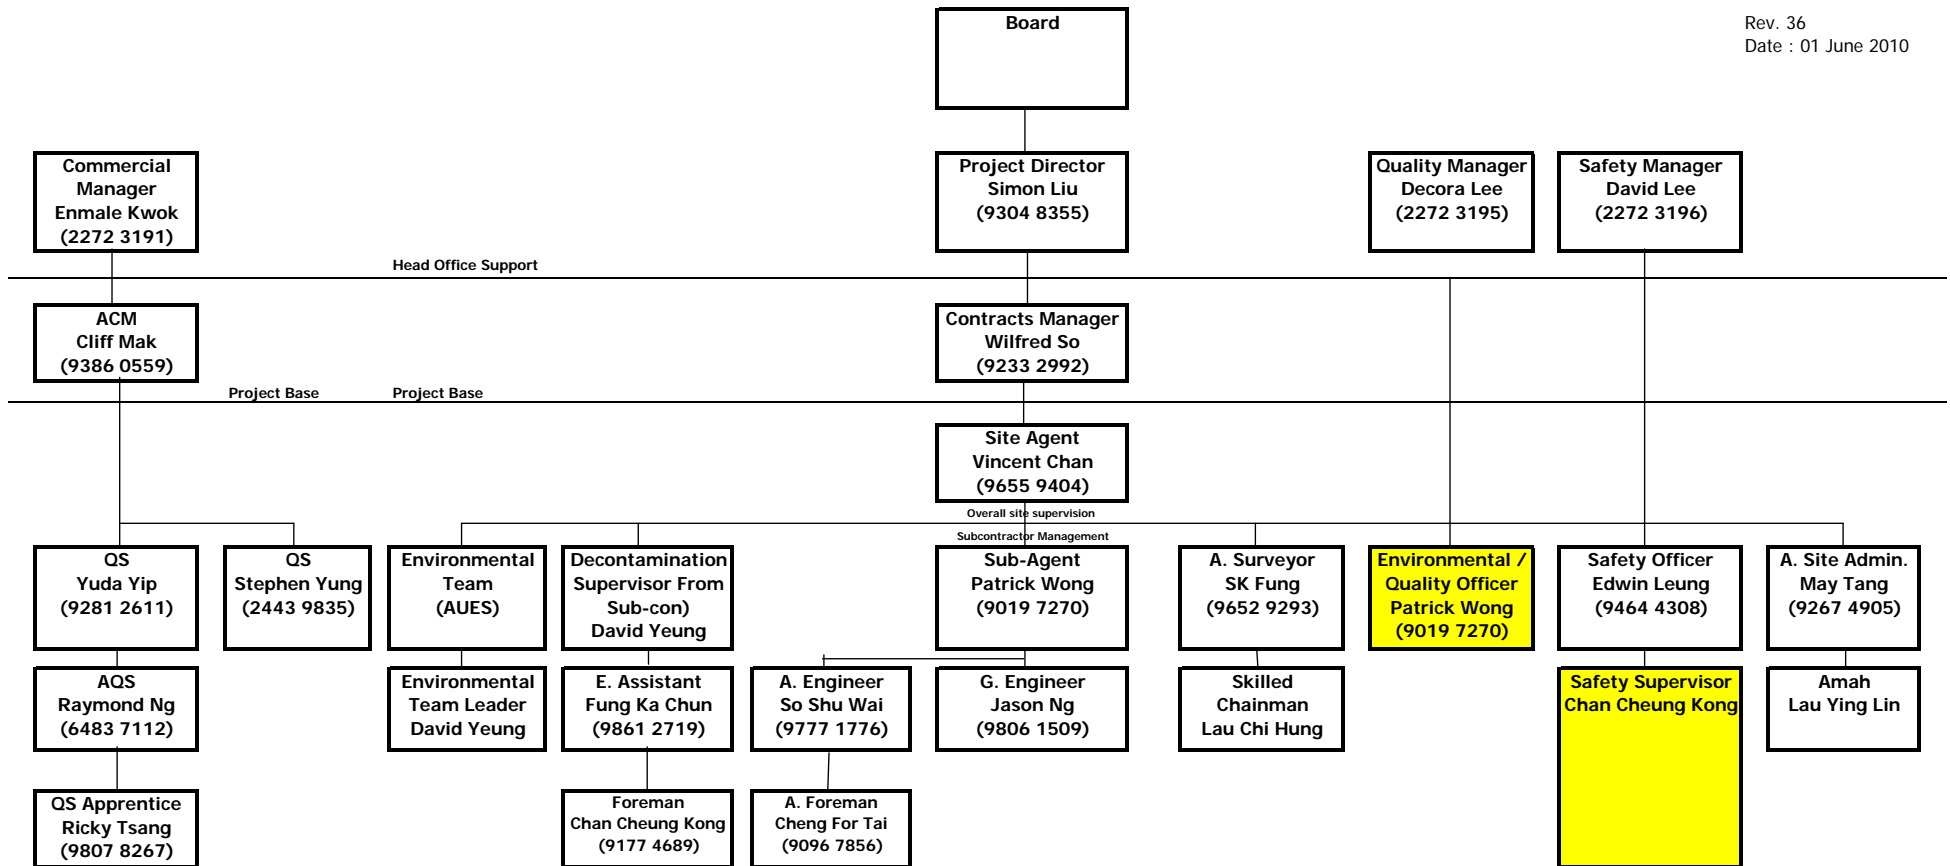 Board
Rev. 36
Date : 01 June 2010
Commercial
Manager
Enmale Kwok
(2272 3191)
Project Director
Simon Liu
(9304 8355)
Quality Manager
Decora Lee
(2272 3195)
Safety Manager
David Lee
(2272 3196)
Head Office Support
ACM
Cliff Mak
(9386 0559)
Contracts Manager
Wilfred So
(9233 2992)
Project Base
Project Base
Site Agent
Vincent Chan
(9655 9404)
Overall site supervision
Subcontractor Management
QS
Yuda Yip
(9281 2611)
QS
Stephen Yung
(2443 9835)
Environmental
Team
(AUES)
Decontamination
Supervisor From
Sub-con)
David Yeung
Sub-Agent
Patrick Wong
(9019 7270)
A. Surveyor
SK Fung
(9652 9293)
Environmental /
Quality Officer
Patrick Wong
(9019 7270)
Safety Officer
Edwin Leung
(9464 4308)
A. Site Admin.
May Tang
(9267 4905)
AQS
Raymond Ng
(6483 7112)
Environmental
Team Leader
David Yeung
E. Assistant
Fung Ka Chun
(9861 2719)
A. Engineer
So Shu Wai
(9777 1776)
G. Engineer
Jason Ng
(9806 1509)
Skilled
Chainman
Lau Chi Hung
Safety Supervisor
Chan Cheung Kong
Amah
Lau Ying Lin
QS Apprentice
Ricky Tsang
(9807 8267)
Foreman
Chan Cheung Kong
(9177 4689)
A. Foreman
Cheng For Tai
(9096 7856)